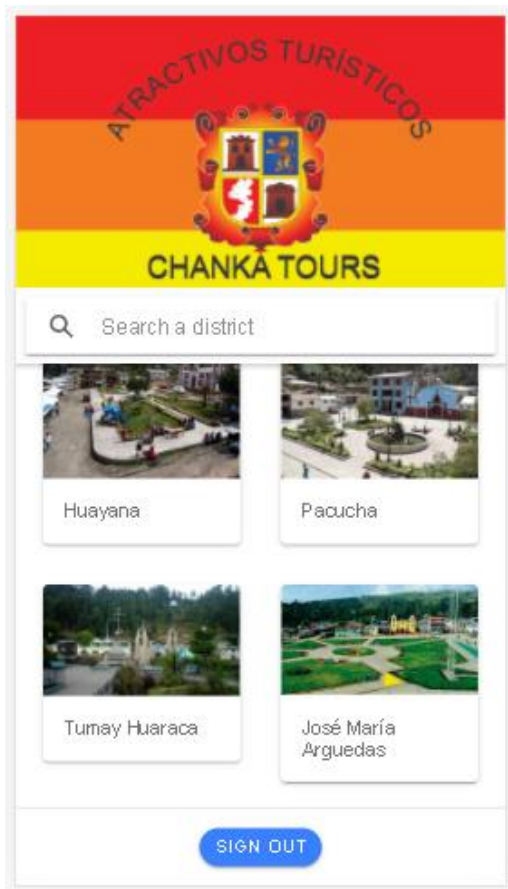 ATRACTIVOS TURÍSTICOS
CHANKA TOURS
Search a district
Huayana
Pacucha
Tumay Huaraca
José María
Arguedas
SIGN OUT